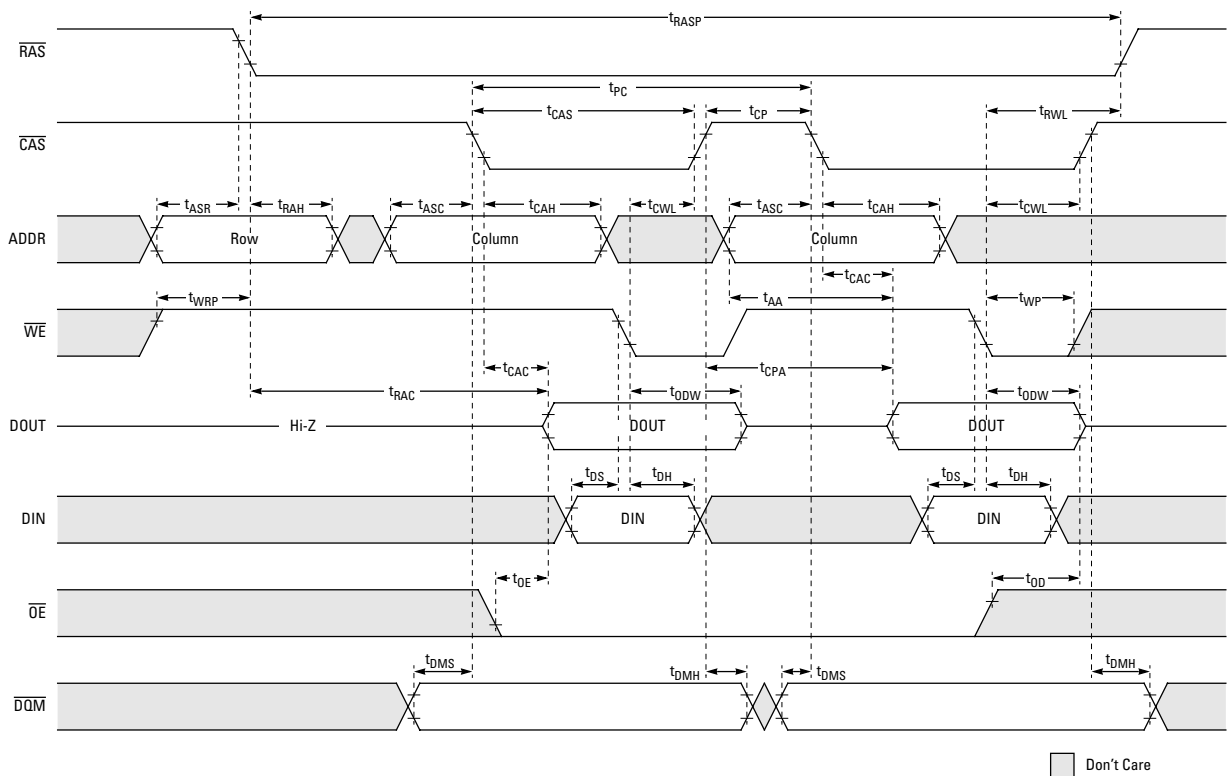 tRASP
RAS
tPC
tCAS
tCP
tRWL
CAS
tASR
tRAH
tASC
tCAH
tCWL
tASC
tCAH
tCWL
ADDR
Row
Column
Column
tCAC
tWRP
tAA
tWP
WE
tCAC
tCPA
tRAC
tODW
tODW
DOUT
Hi-Z
DOUT
DOUT
tDS
tDH
tDS
tDH
DIN
DIN
DIN
tOE
tOD
OE
tDMS
tDMH
tDMS
tDMH
DQM
Don't Care